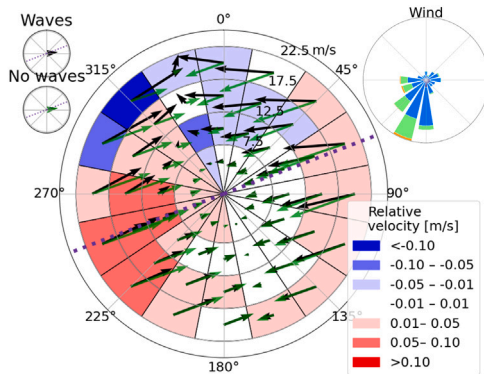 Waves
No waves
0°
22.5 m/s
17.5
12.5
7.5
45°
90°
135°
180°
225°
270°
315°
Wind
Relative
velocity [m/s]
<-0.10
-0.10 – -0.05
-0.05 – -0.01
-0.01 – 0.01
0.01– 0.05
0.05– 0.10
>0.10